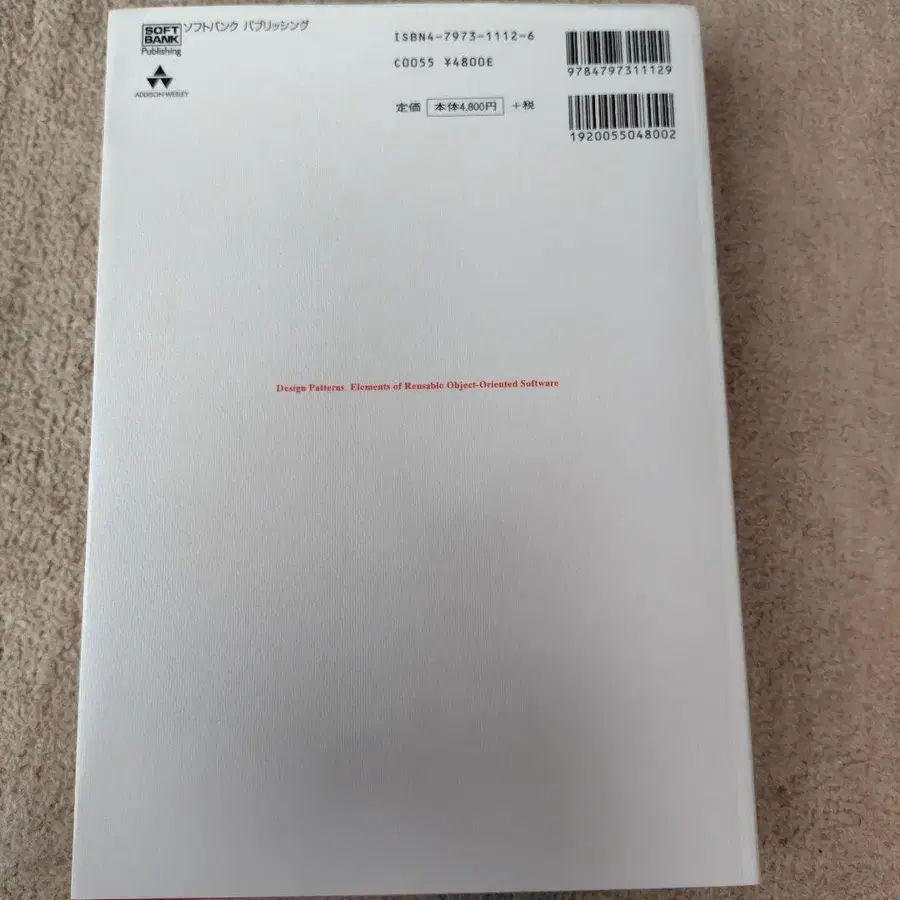 SOFT
BANK
Publishing
ソフトバンク パブリッシング
ADDISON-WESLEY
ISBN4-7973-1112-6
C0055 ¥4800E
定価 本体4,800円 +税
9784797311129
1920055048002
Design Patterns Elements of Reusable Object-Oriented Software